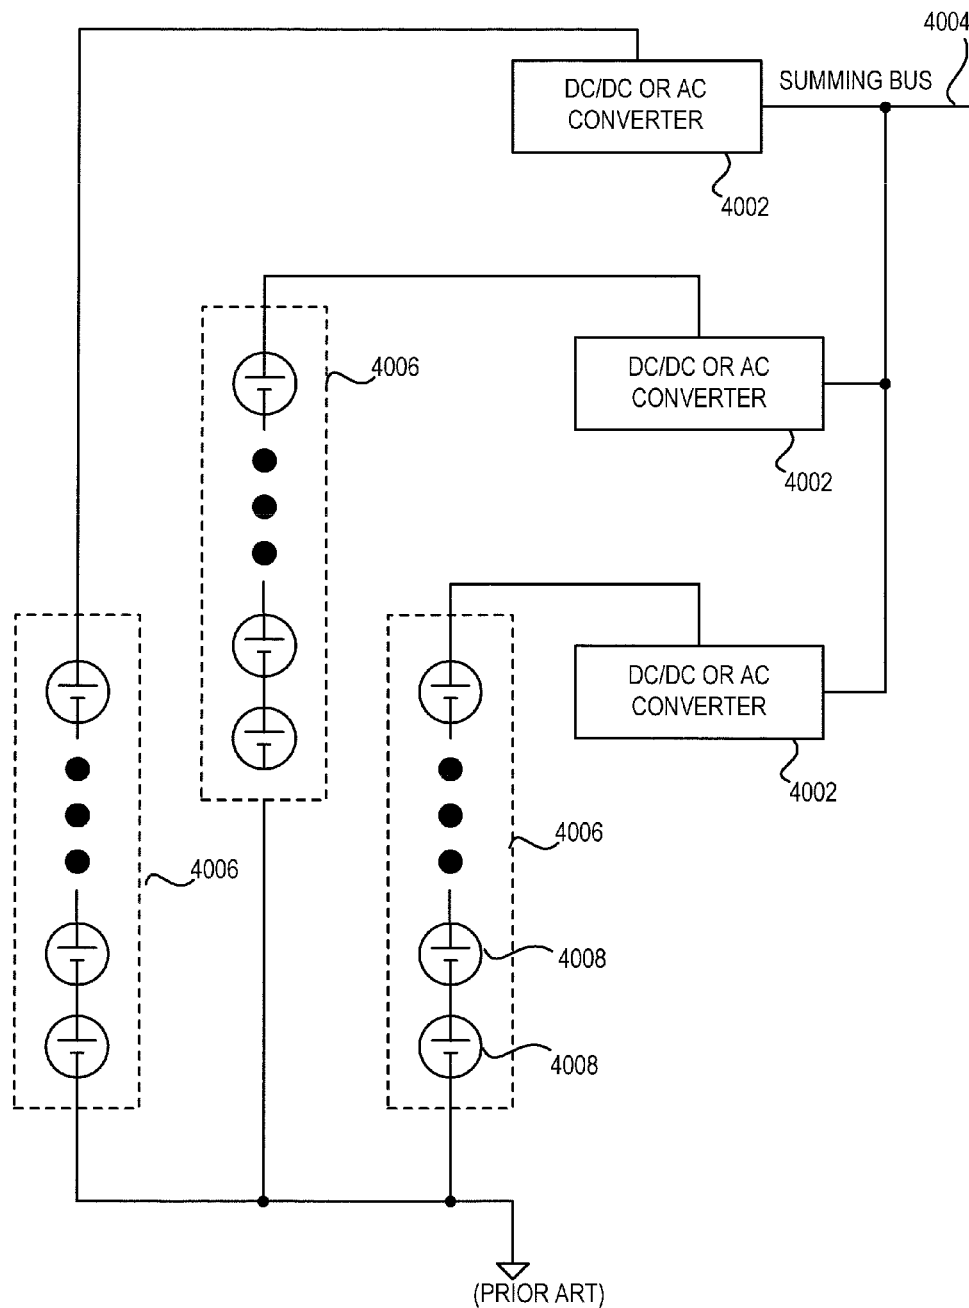 4004
SUMMING BUS
DC/DC OR AC
CONVERTER
4002
4006
DC/DC OR AC
CONVERTER
4002
DC/DC OR AC
CONVERTER
4002
4006
4006
4008
4008
(PRIOR ART)